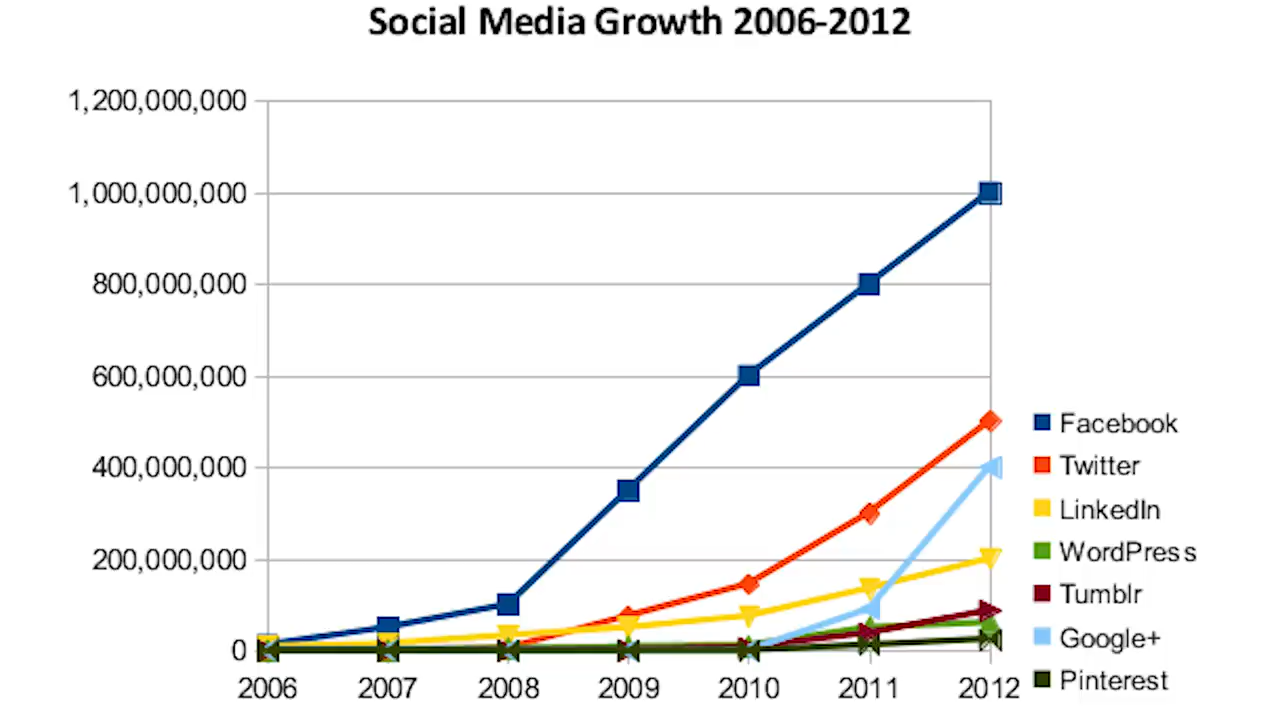 Social Media Growth 2006-2012
1,200,000,000
1,000,000,000
800,000,000
600,000,000
400,000,000
200,000,000
0
2006 2007 2008 2009 2010 2011 2012
Facebook
Twitter
LinkedIn
WordPress
Tumblr
Google+
Pinterest